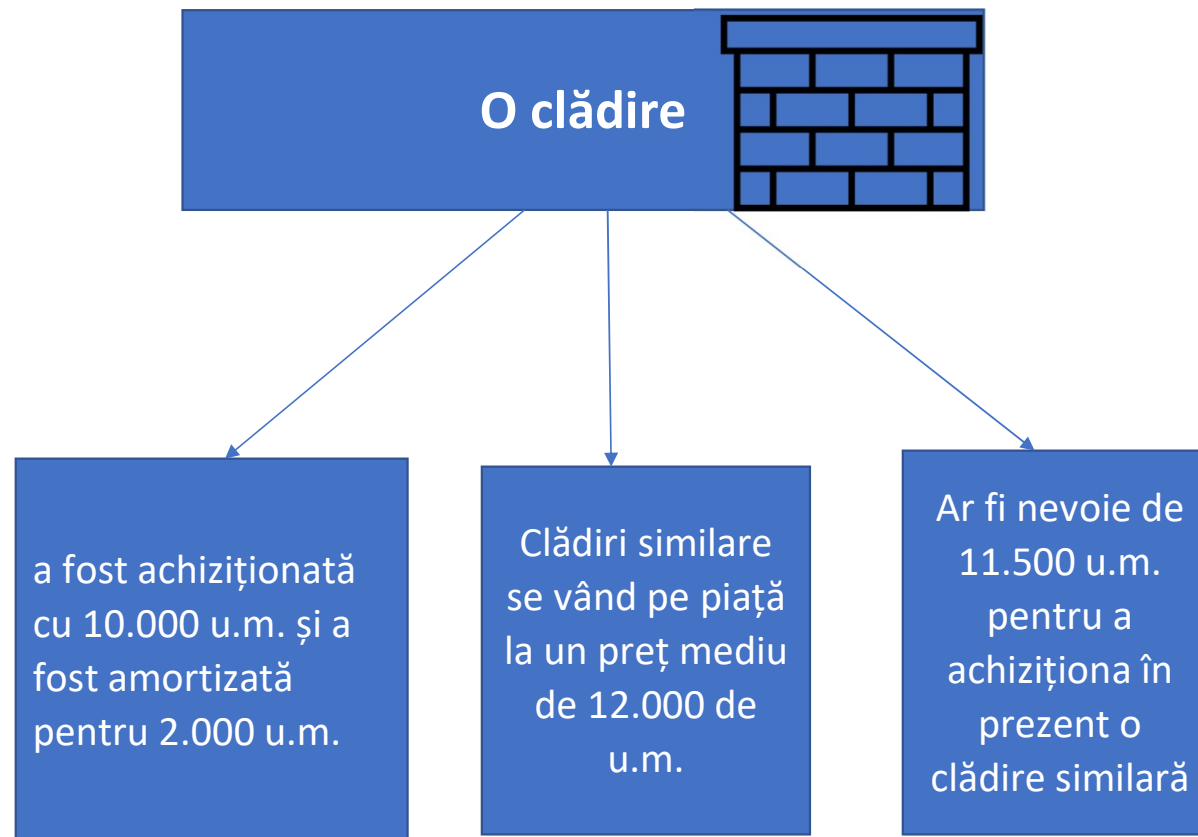 O clădire
a fost achiziționată
cu 10.000 u.m. și a
fost amortizată
pentru 2.000 u.m.
Clădiri similare
se vând pe piață
la un preț mediu
de 12.000 de
u.m.
Ar fi nevoie de
11.500 u.m.
pentru a
achiziționa în
prezent o
clădire similară